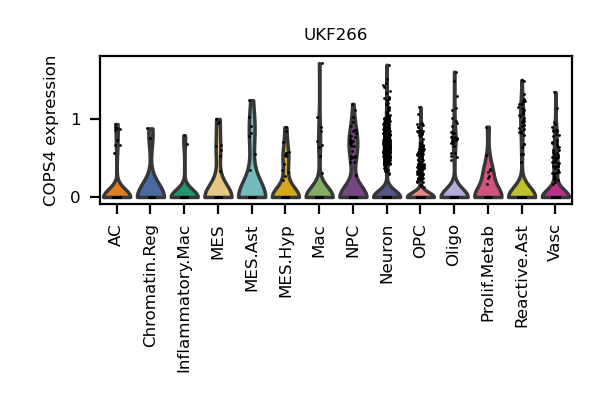 UKF266
COPS4 expression
1
0
AC
Chromatin.Reg
Inflammatory.Mac
MES
MES.Ast
MES.Hyp
Mac
NPC
Neuron
OPC
Oligo
Prolif.Metab
Reactive.Ast
Vasc